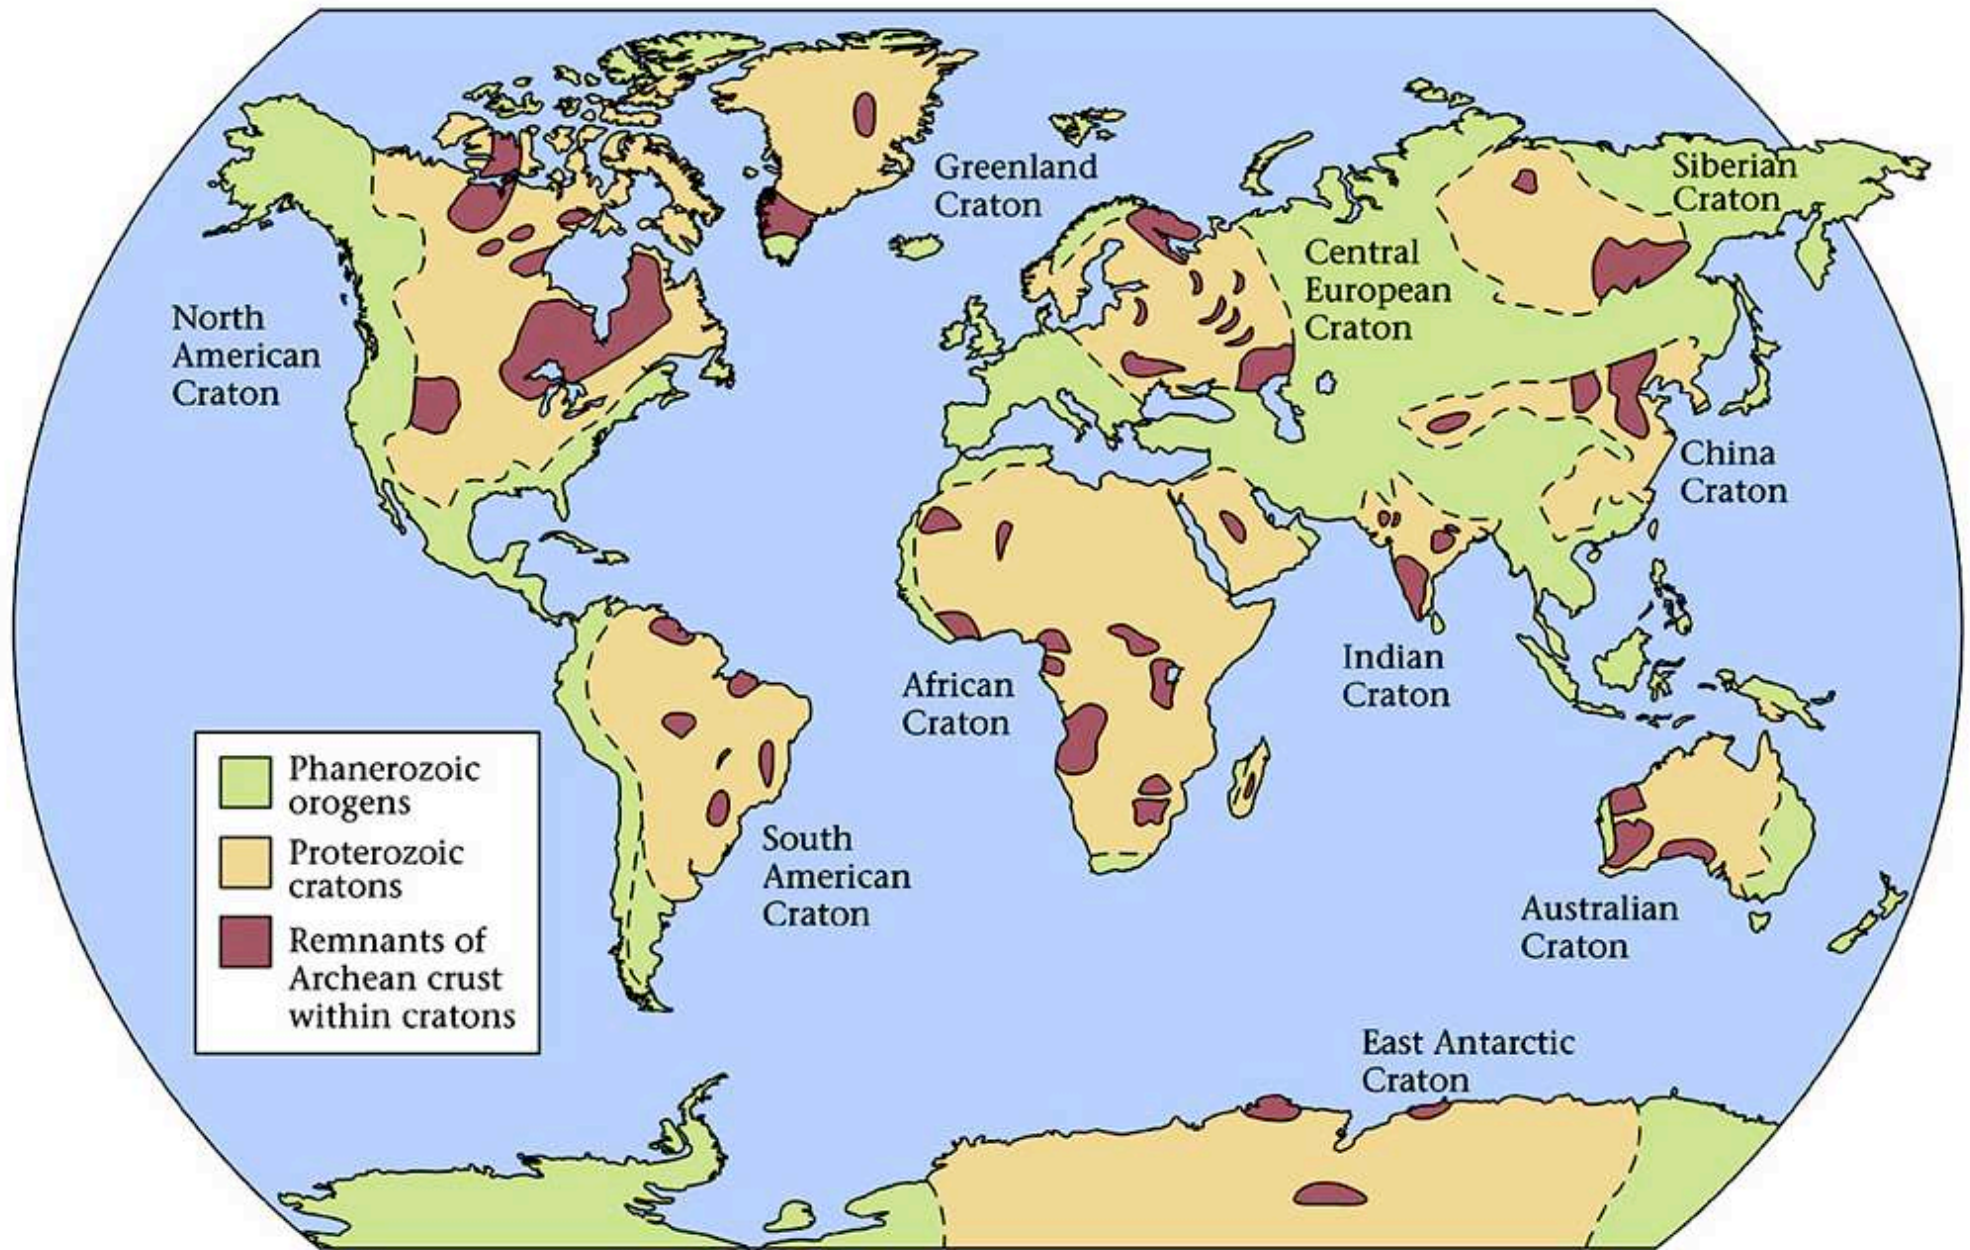 Greenland
Craton
Siberian
Craton
Central
European
Craton
North
American
Craton
China
Craton
African
Craton
Indian
Craton
Phanerozoic
orogens
Proterozoic
cratons
Remnants of
Archean crust
within cratons
South
American
Craton
Australian
Craton
East Antarctic
Craton